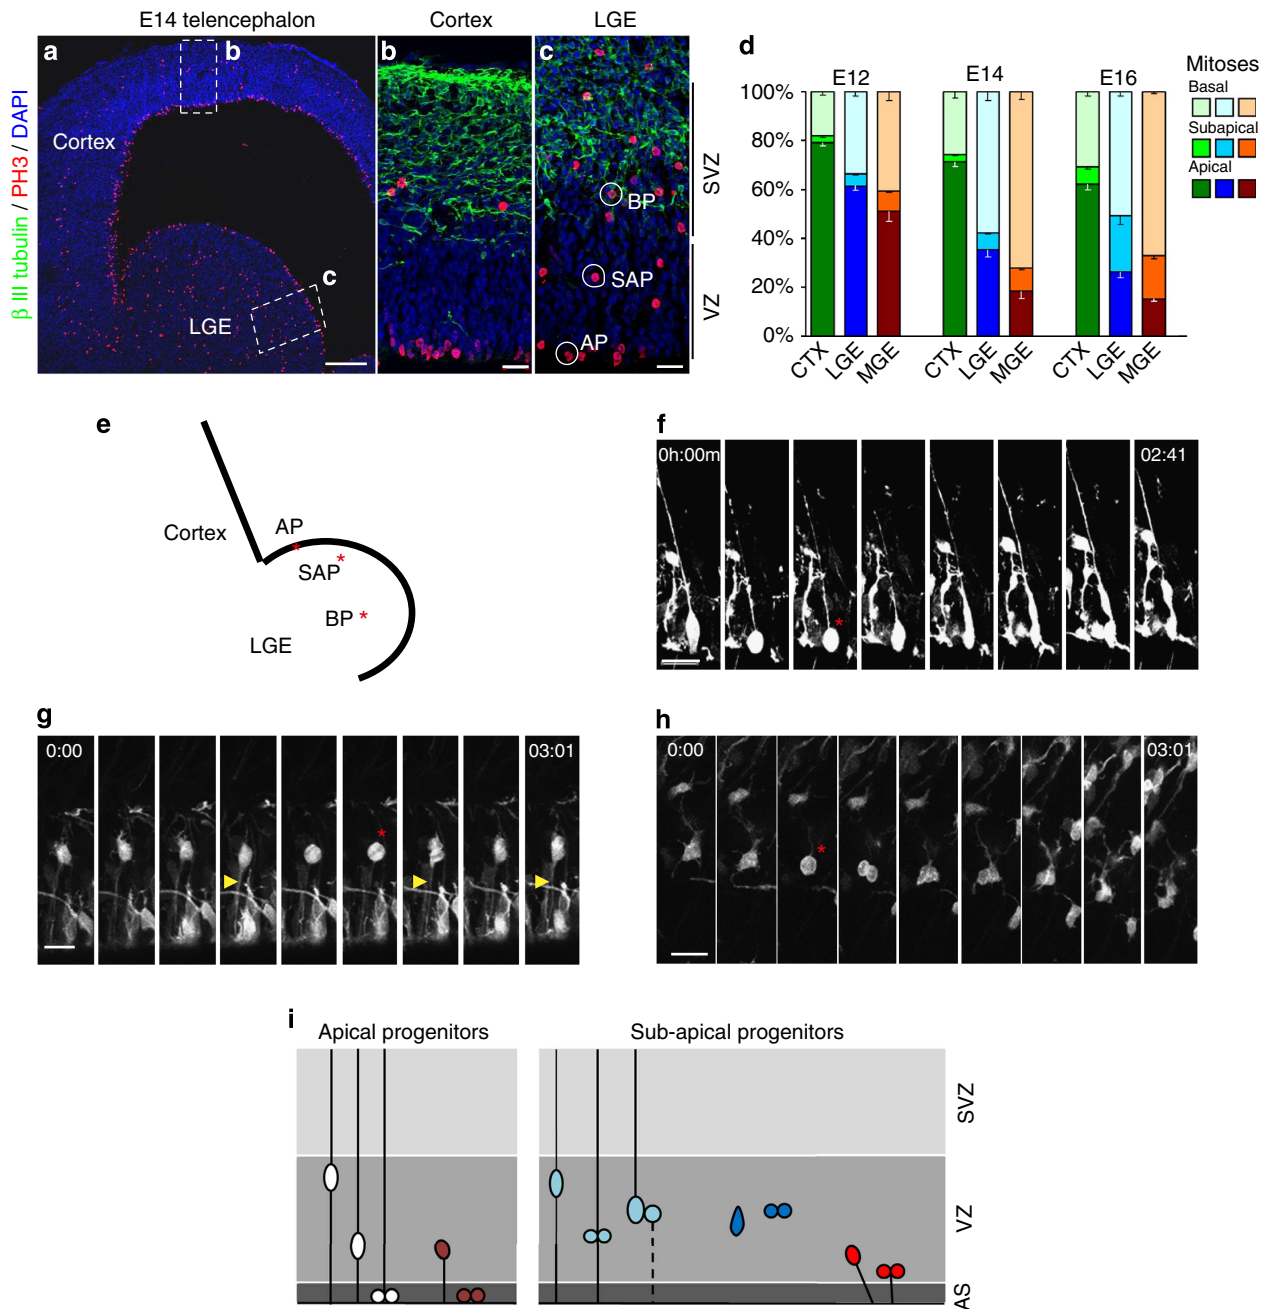 E14 telencephalon
Cortex
LGE
a
b
b
c
Cortex
LGE
c
β III tubulin / PH3 / DAPI
BP
SAP
AP
SVZ
VZ
d
E12
E14
E16
100%
80%
60%
40%
20%
0%
CTX
LGE
MGE
CTX
LGE
MGE
CTX
LGE
MGE
Mitoses
Basal
Subapical
Apical
e
Cortex
AP
*
SAP
*
BP *
LGE
f
0h:00m
02:41
*
g
0:00
03:01
*
h
0:00
03:01
*
i
Apical progenitors
Sub-apical progenitors
SVZ
VZ
AS